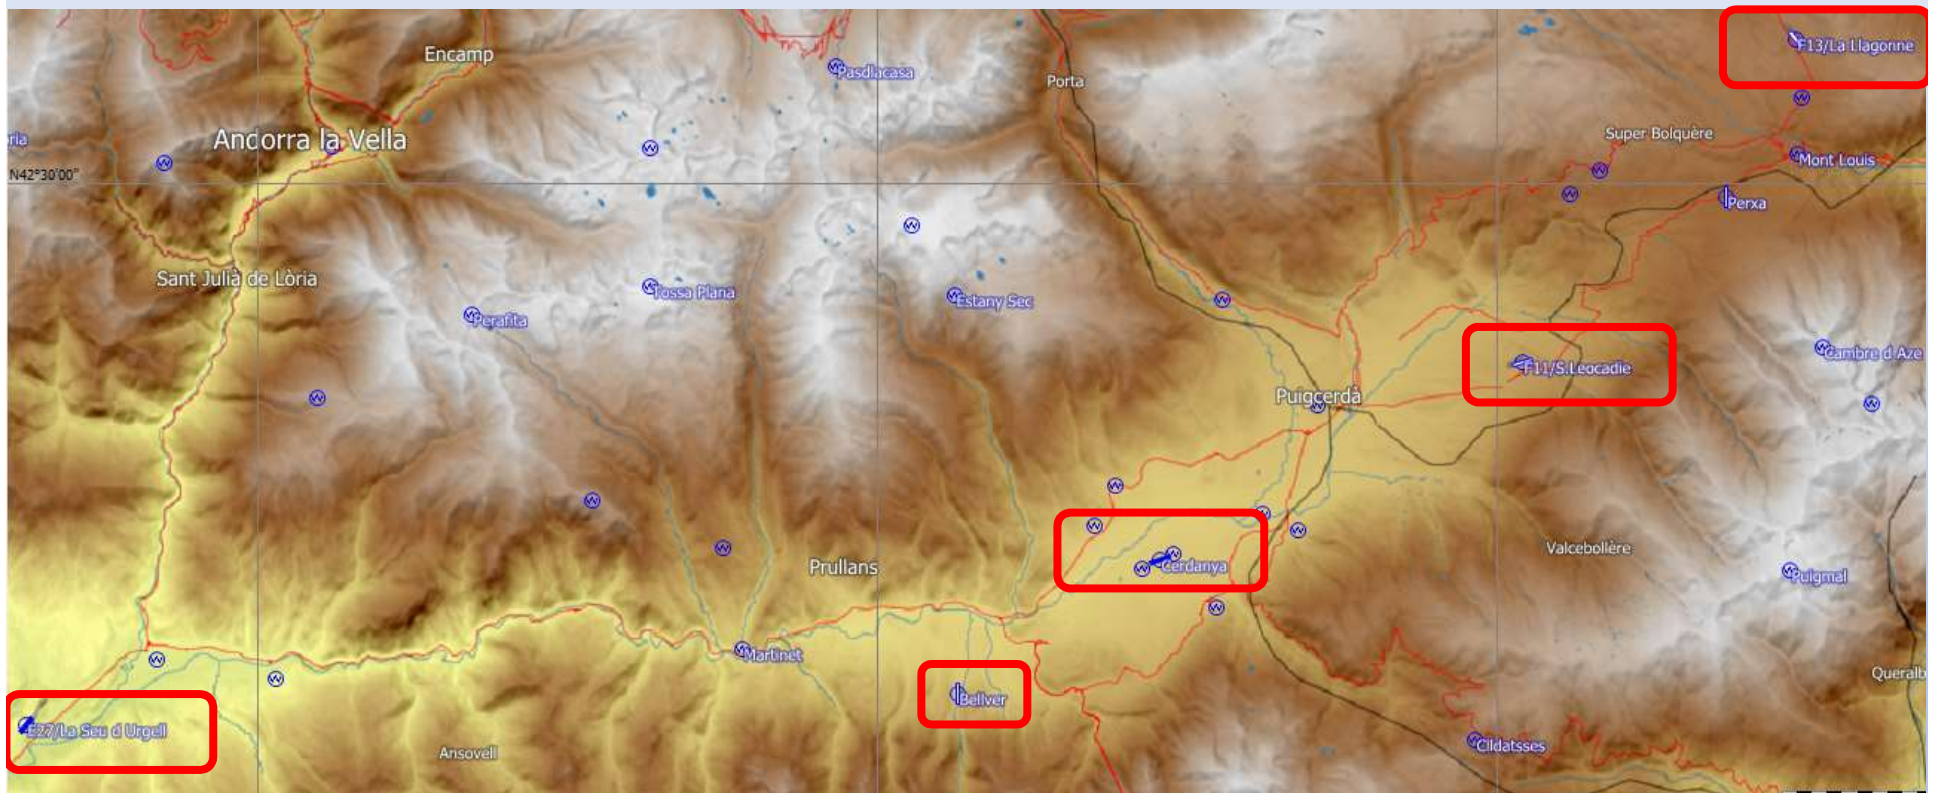 Encamp
F13/La Llagonne
Pasdlacasa
Porta
Andorra la Vella
Super Bolquère
Mont Louis
N42°30'00"
Perxa
Sant Julià de Lòria
Tossa Plana
Estany Sec
Perafita
Cambre d Aze
F11/S.Leocadie
Puigcerdà
Valcebollère
Cerdanya
Prullans
Puigmal
Martinet
Queralb
Bellver
E27/La Seu d Urgell
Ansovell
Cildatsses